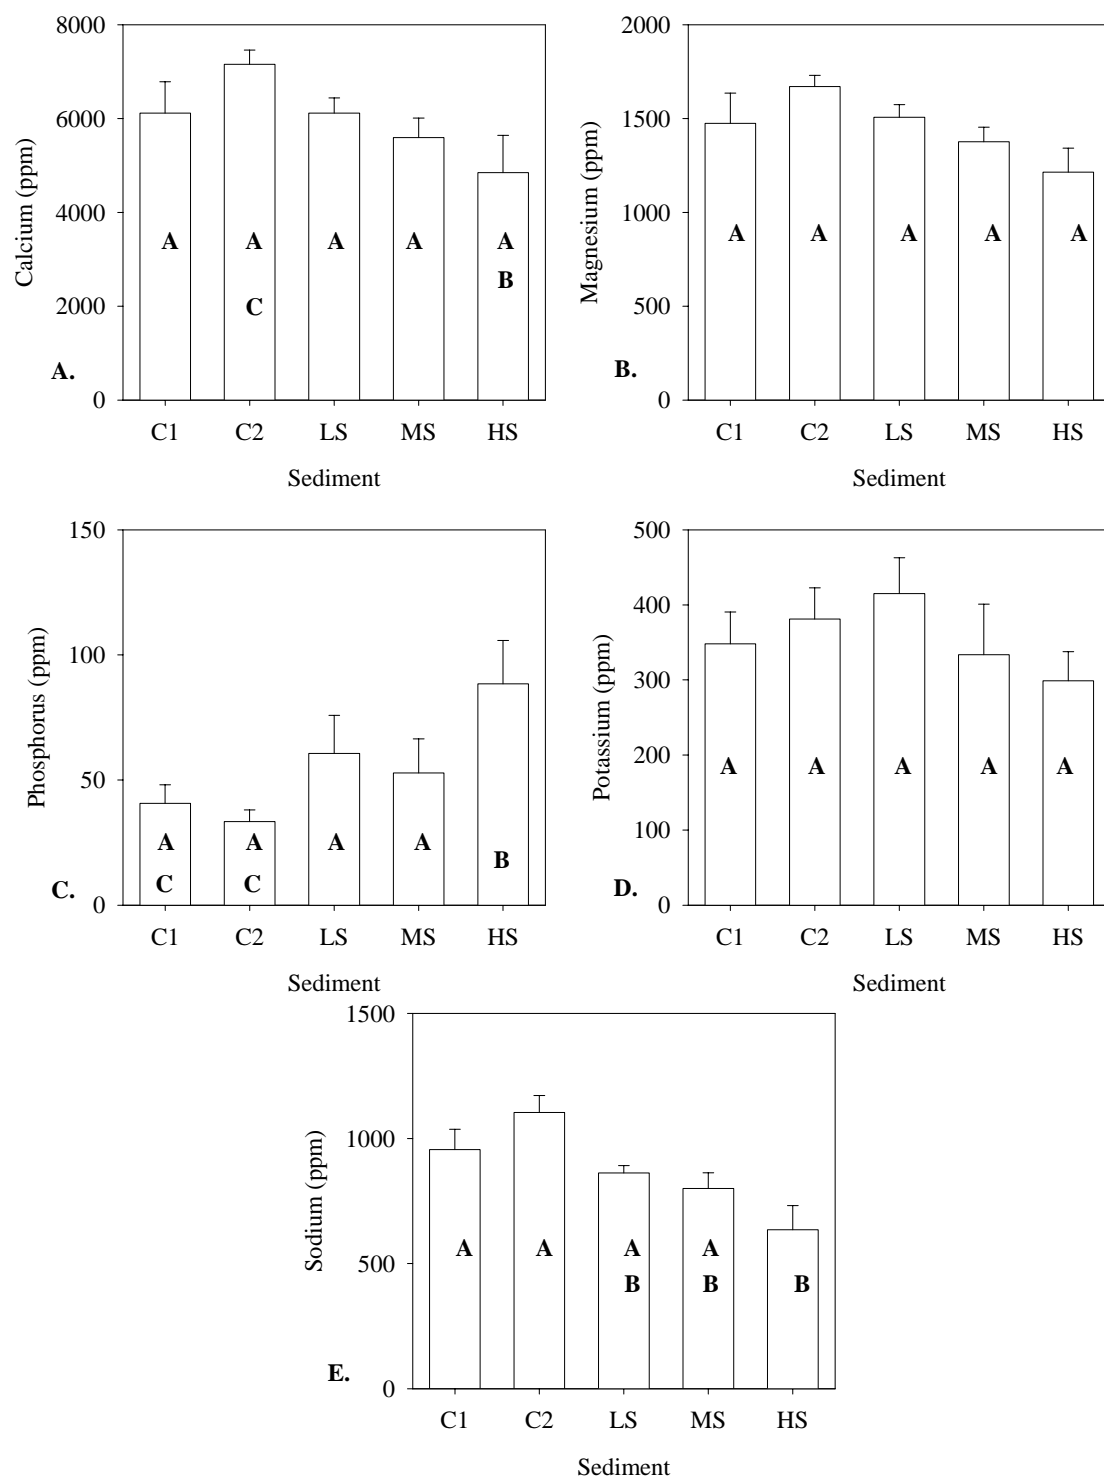 8000
6000
4000
2000
0
Calcium (ppm)
A A A A A
C B
A.
C1 C2 LS MS HS
Sediment
2000
1500
1000
500
0
Magnesium (ppm)
A A A A A
B.
C1 C2 LS MS HS
Sediment
150
100
50
0
Phosphorus (ppm)
A A A A B
C C
C.
C1 C2 LS MS HS
Sediment
500
400
300
200
100
0
Potassium (ppm)
A A A A A
D.
C1 C2 LS MS HS
Sediment
1500
1000
500
0
Sodium (ppm)
A A A A
B B B
E.
C1 C2 LS MS HS
Sediment